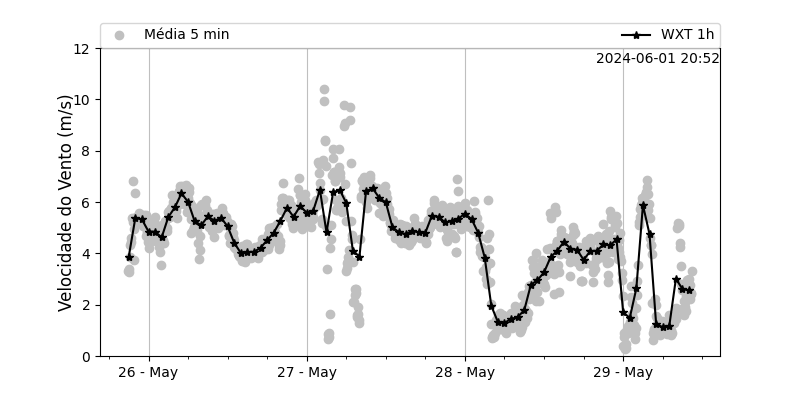 Média 5 min
WXT 1h
2024-06-01 20:52
Velocidade do Vento (m/s)
12
10
8
6
4
2
0
26 - May
27 - May
28 - May
29 - May